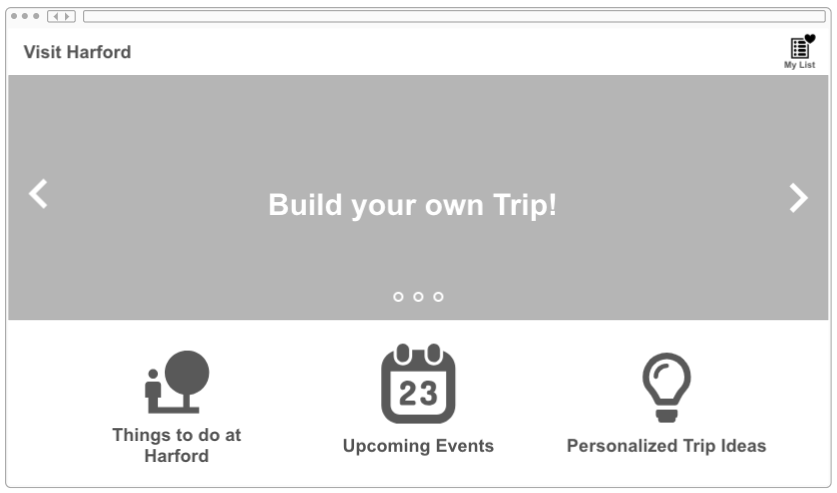 Visit Harford
My List
Build your own Trip!
23
Things to do at
Harford
Upcoming Events
Personalized Trip Ideas